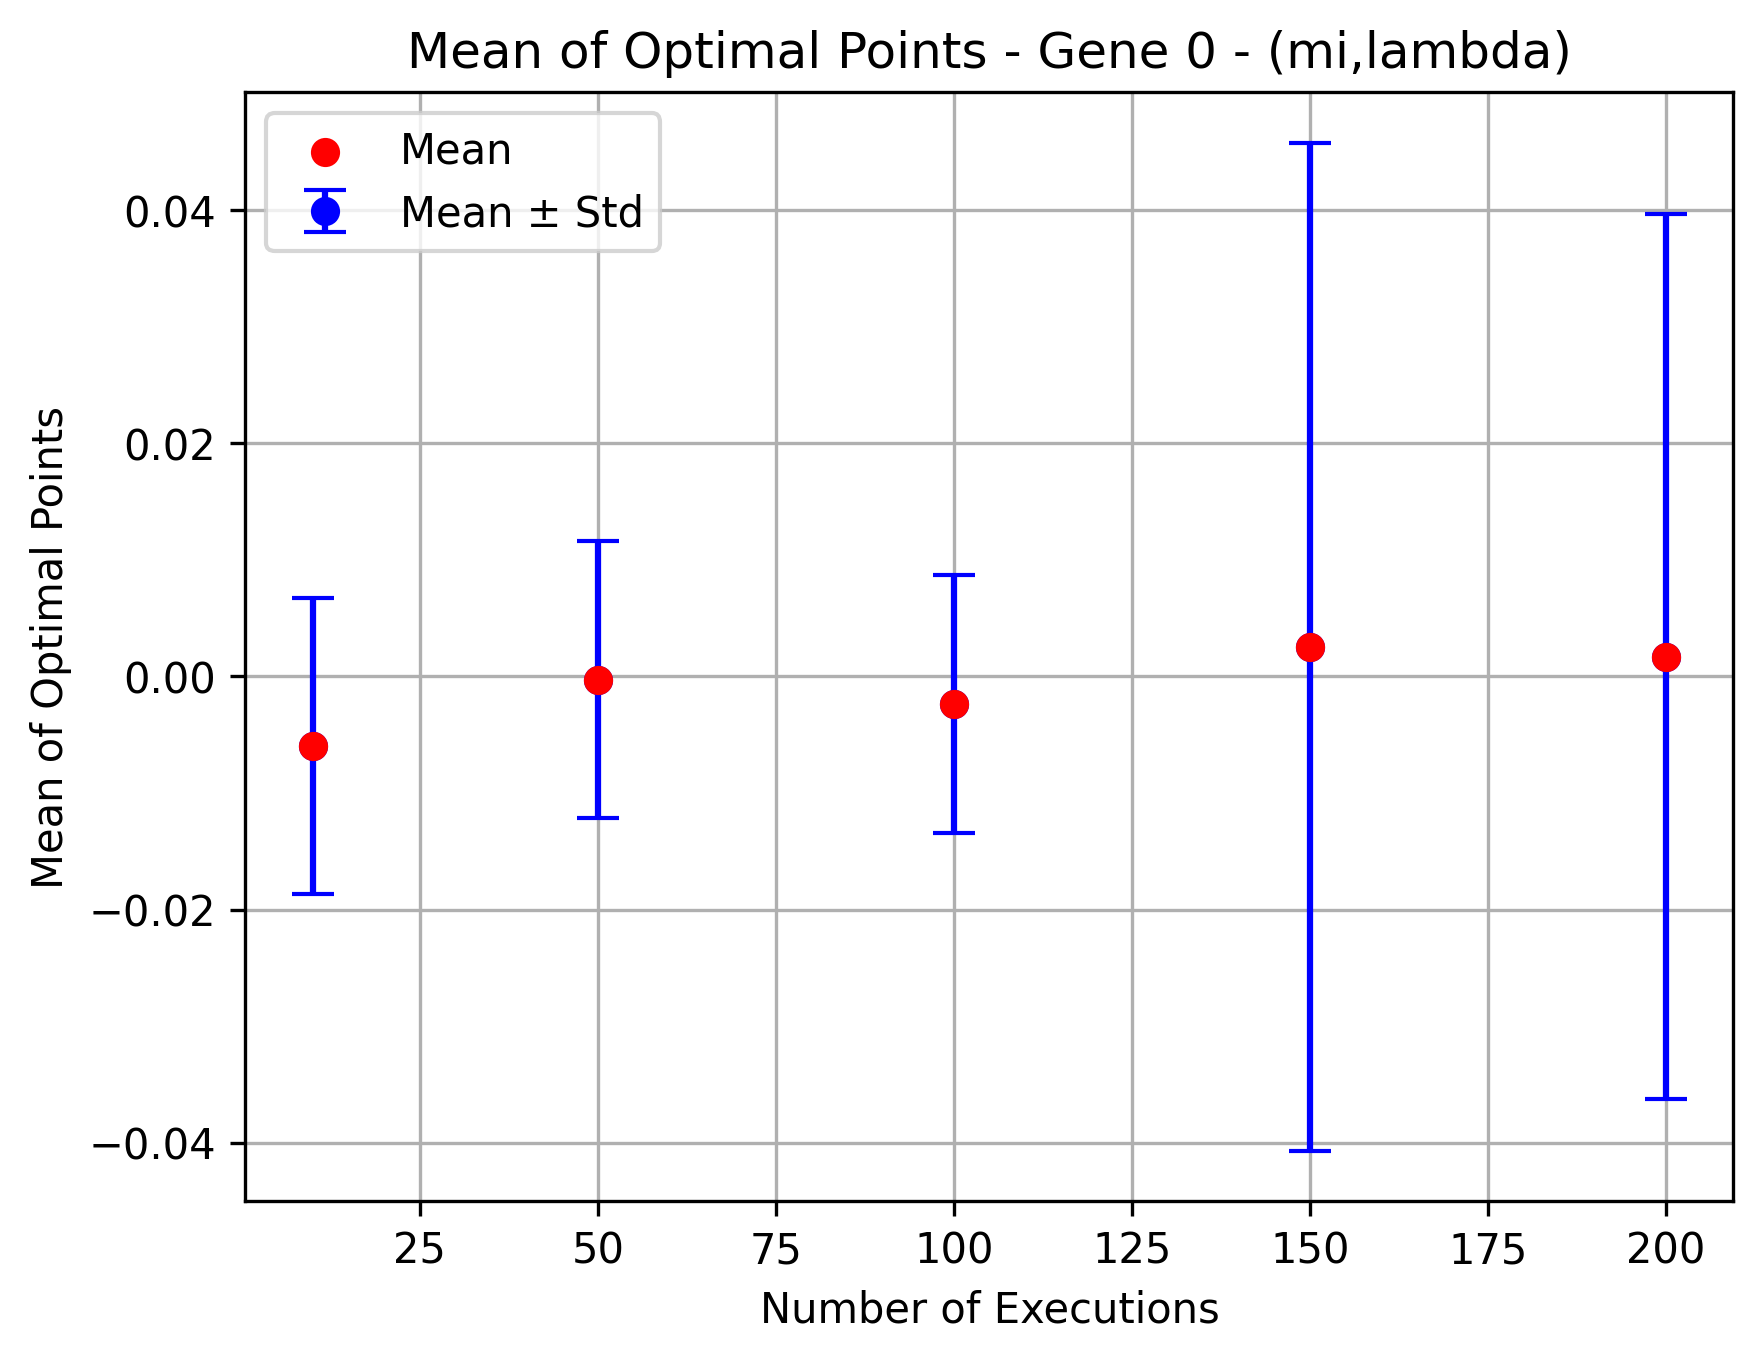 Mean of Optimal Points - Gene 0 - (mi,lambda)
Mean
Mean ± Std
Mean of Optimal Points
0.04
0.02
0.00
−0.02
−0.04
25 50 75 100 125 150 175 200
Number of Executions